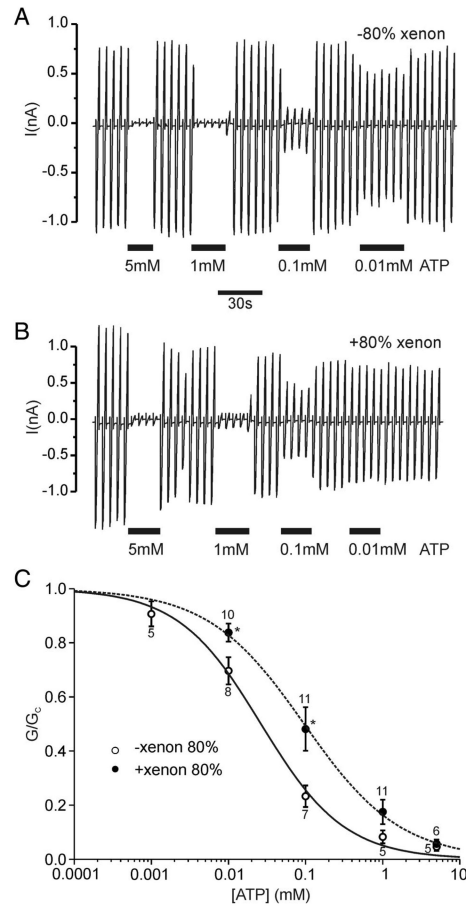 A
-80% xenon
I(nA)
1.0
0.5
0.0
-0.5
-1.0
5mM 1mM 0.1mM 0.01mM ATP
30s
B
+80% xenon
I(nA)
1.0
0.5
0.0
-0.5
-1.0
5mM 1mM 0.1mM 0.01mM ATP
C
G/Gc
1.0
0.8
0.6
0.4
0.2
0.0
5
10
*
8
11
*
7
11
5
6
5
-xenon 80%
+xenon 80%
0.0001 0.001 0.01 0.1 1 10
[ATP] (mM)